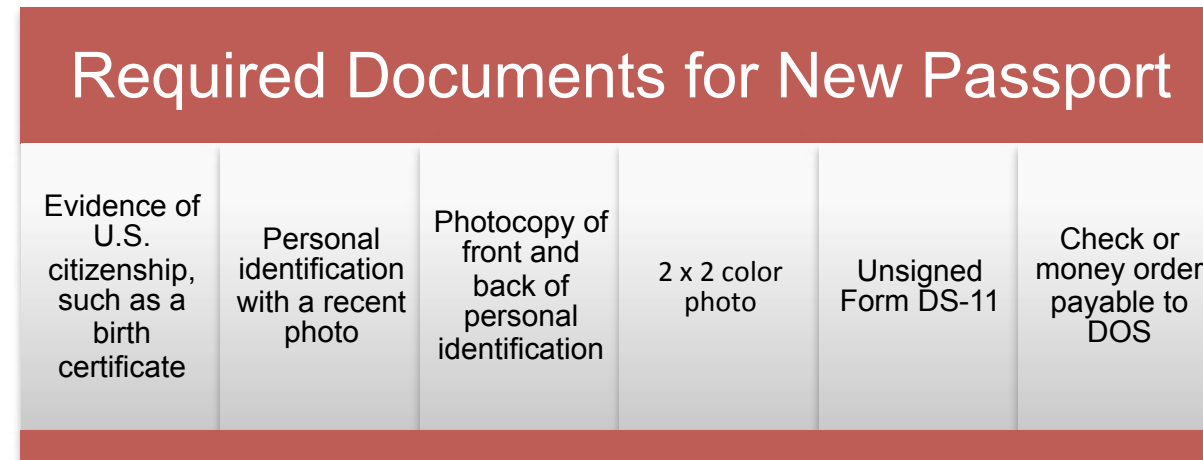 Required Documents for New Passport
Evidence of
U.S.
citizenship,
such as a
birth
certificate
Personal
identification
with a recent
photo
Photocopy of
front and
back of
personal
identification
2 x 2 color
photo
Unsigned
Form DS-11
Check or
money order
payable to
DOS